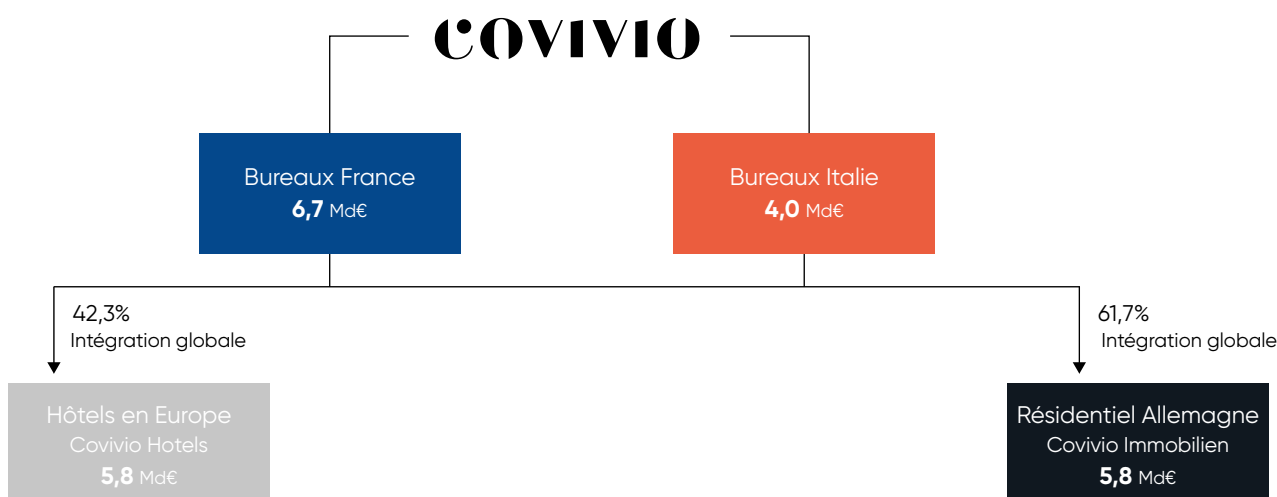 COVIVIO
Bureaux France
6,7 Md€
Bureaux Italie
4,0 Md€
42,3%
Intégration globale
61,7%
Intégration globale
Hôtels en Europe
Covivio Hotels
5,8 Md€
Résidentiel Allemagne
Covivio Immobilien
5,8 Md€